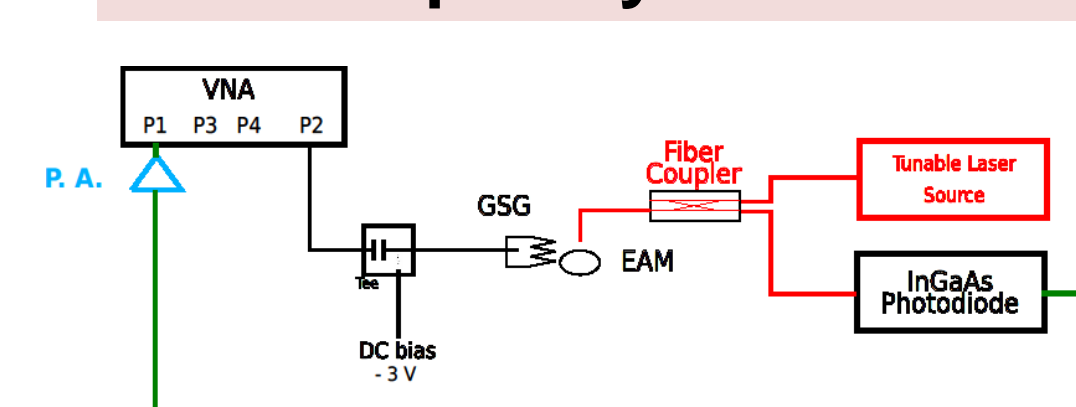 VNA
P1 P3 P4 P2
P. A.
Fiber
Coupler
Tunable Laser
Source
GSG
EAM
Tee
InGaAs
Photodiode
DC bias
- 3 V